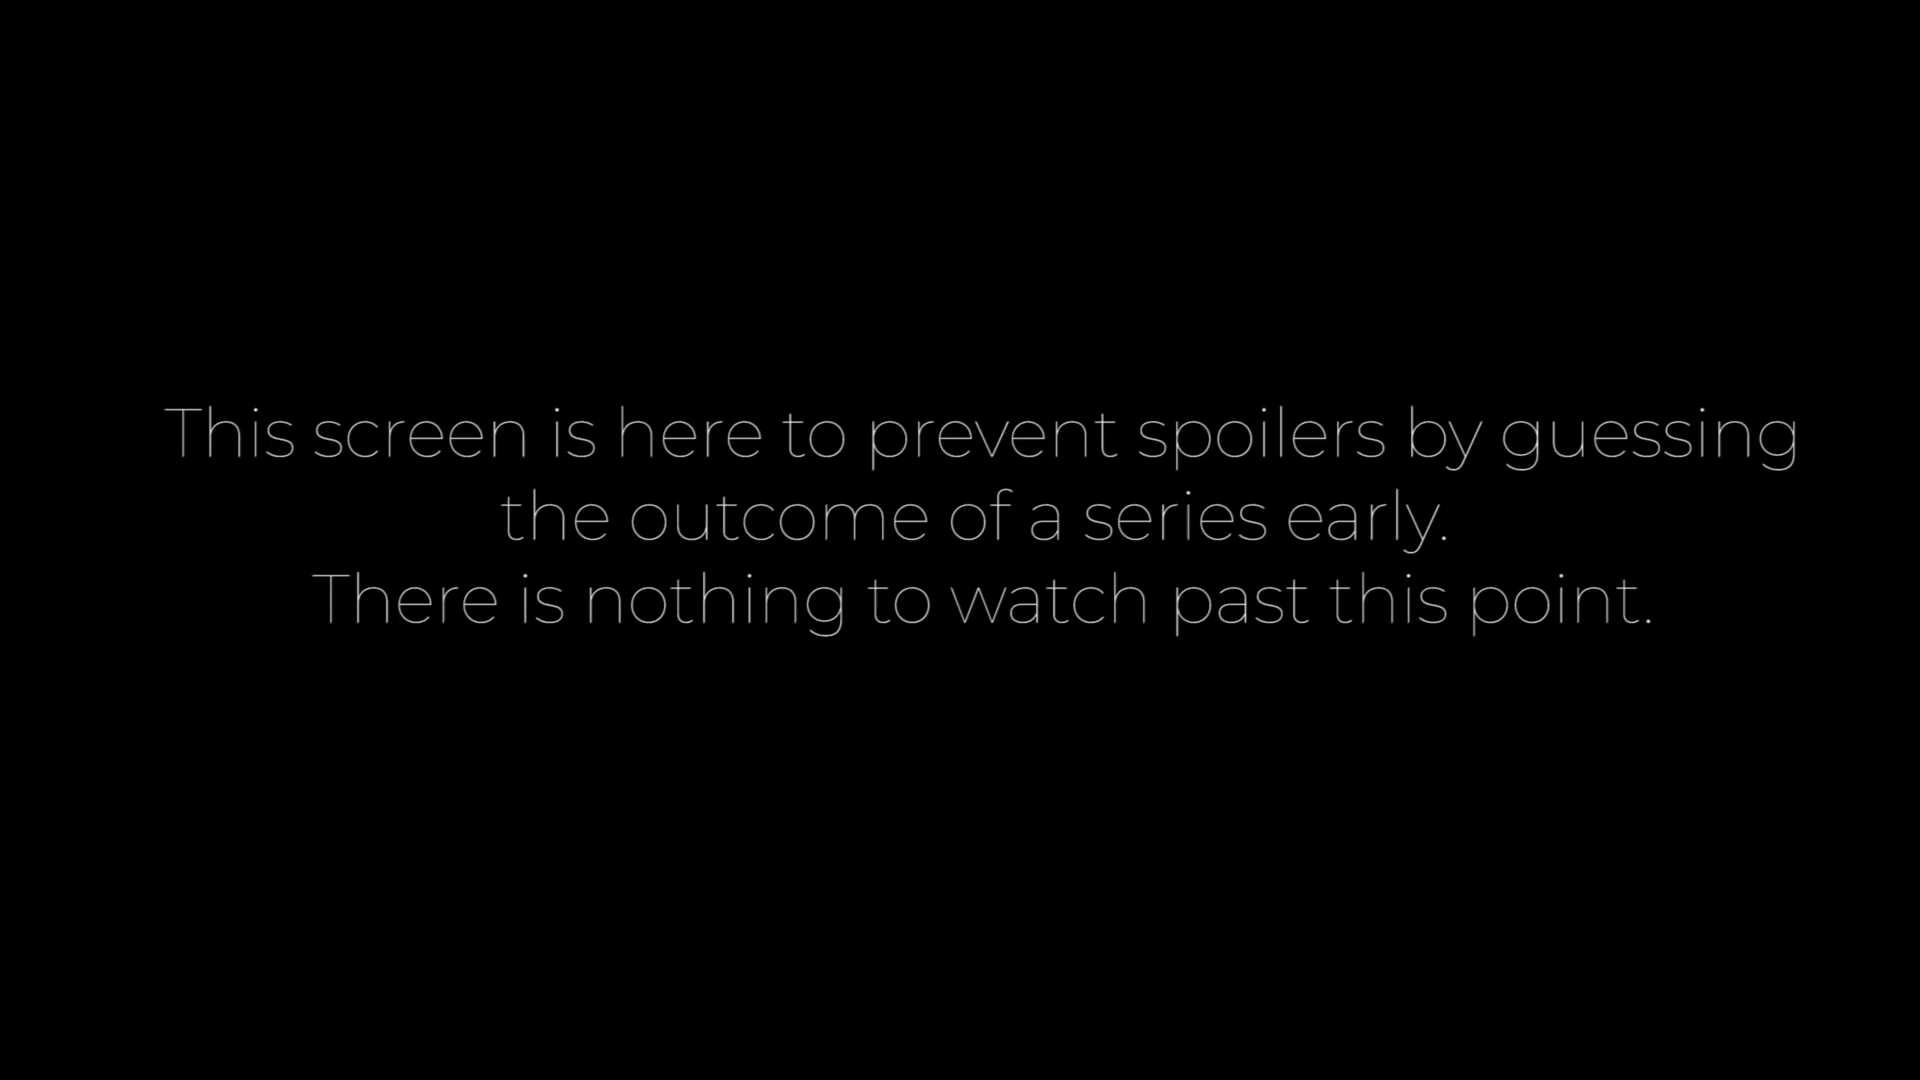 This screen is here to prevent spoilers by guessing
the outcome of a series early.
There is nothing to watch past this point.